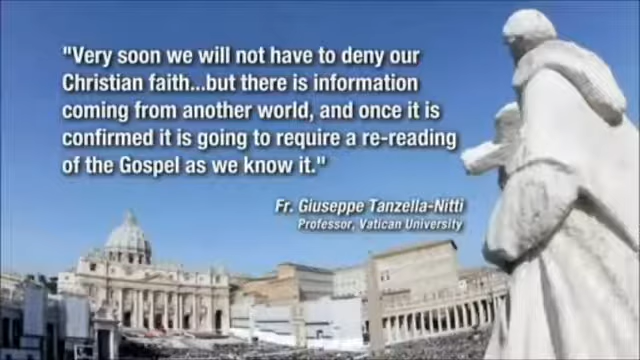 "Very soon we will not have to deny our
Christian faith...but there is information
coming from another world, and once it is
confirmed it is going to require a re-reading
of the Gospel as we know it."
Fr. Giuseppe Tanzella-Nitti
Professor, Vatican University